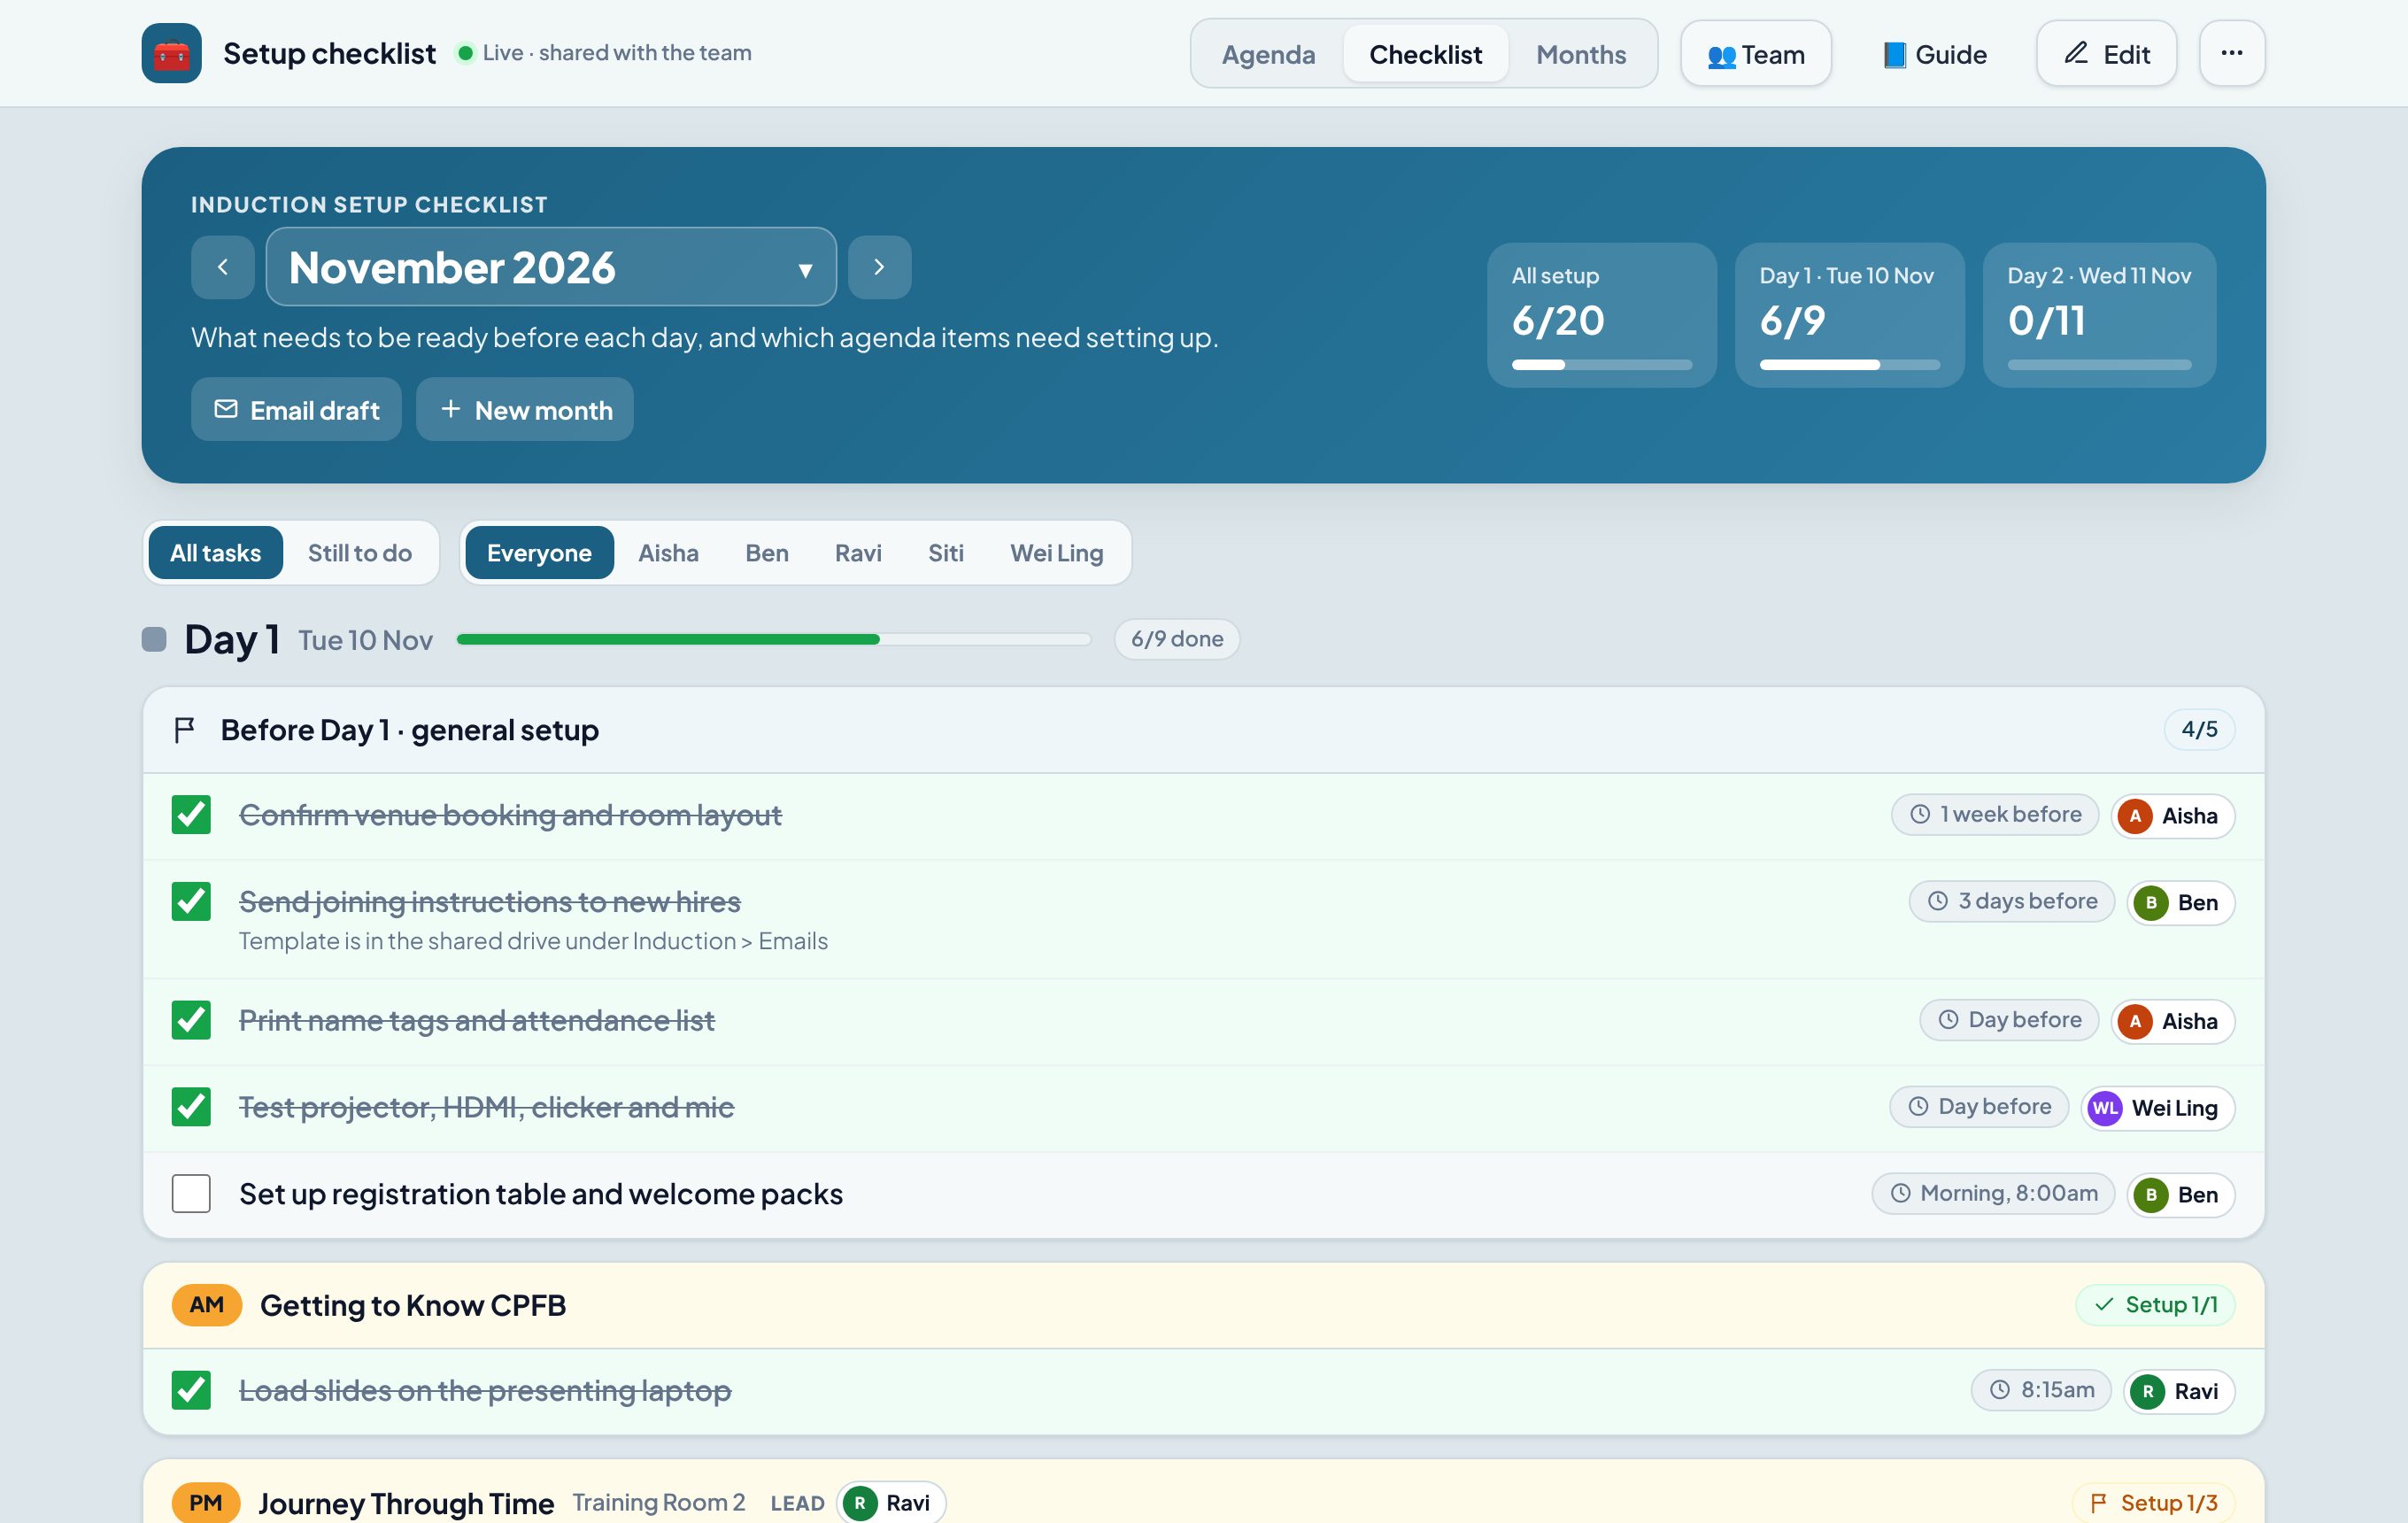 Setup checklist
Live · shared with the team
Agenda
Checklist
Months
Team
Guide
Edit
...
INDUCTION SETUP CHECKLIST
November 2026
What needs to be ready before each day, and which agenda items need setting up.
Email draft
New month
All setup
6/20
Day 1 · Tue 10 Nov
6/9
Day 2 · Wed 11 Nov
0/11
All tasks
Still to do
Everyone
Aisha
Ben
Ravi
Siti
Wei Ling
Day 1 Tue 10 Nov
6/9 done
Before Day 1 · general setup
4/5
Confirm venue booking and room layout
1 week before
A Aisha
Send joining instructions to new hires
3 days before
B Ben
Template is in the shared drive under Induction > Emails
Print name tags and attendance list
Day before
A Aisha
Test projector, HDMI, clicker and mic
Day before
WL Wei Ling
Set up registration table and welcome packs
Morning, 8:00am
B Ben
AM Getting to Know CPFB
Setup 1/1
Load slides on the presenting laptop
8:15am
R Ravi
PM Journey Through Time Training Room 2 LEAD R Ravi
Setup 1/3